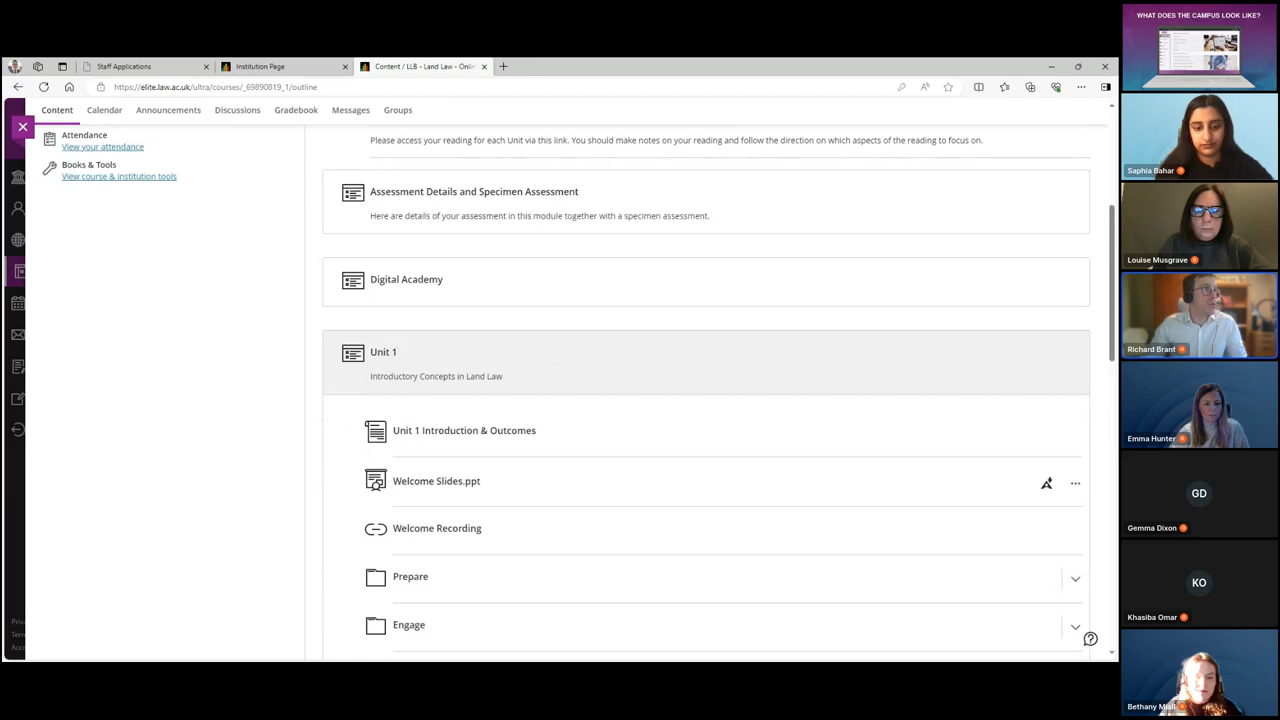 WHAT DOES THE CAMPUS LOOK LIKE?
Staff Applications
Institution Page
Content / LLB - Land Law - Onli
https://elite.law.ac.uk/ultra/courses/_69890819_1/outline
Content Calendar Announcements Discussions Gradebook Messages Groups
Attendance
View your attendance
Books & Tools
View course & institution tools
Please access your reading for each Unit via this link. You should make notes on your reading and follow the direction on which aspects of the reading to focus on.
Assessment Details and Specimen Assessment
Here are details of your assessment in this module together with a specimen assessment.
Digital Academy
Unit 1
Introductory Concepts in Land Law
Unit 1 Introduction & Outcomes
Welcome Slides.ppt
Welcome Recording
Prepare
Engage
Priva
Term
Acce
Saphia Bahar
Louise Musgrave
Richard Brant
Emma Hunter
GD
Gemma Dixon
KO
Khasiba Omar
Bethany Miall